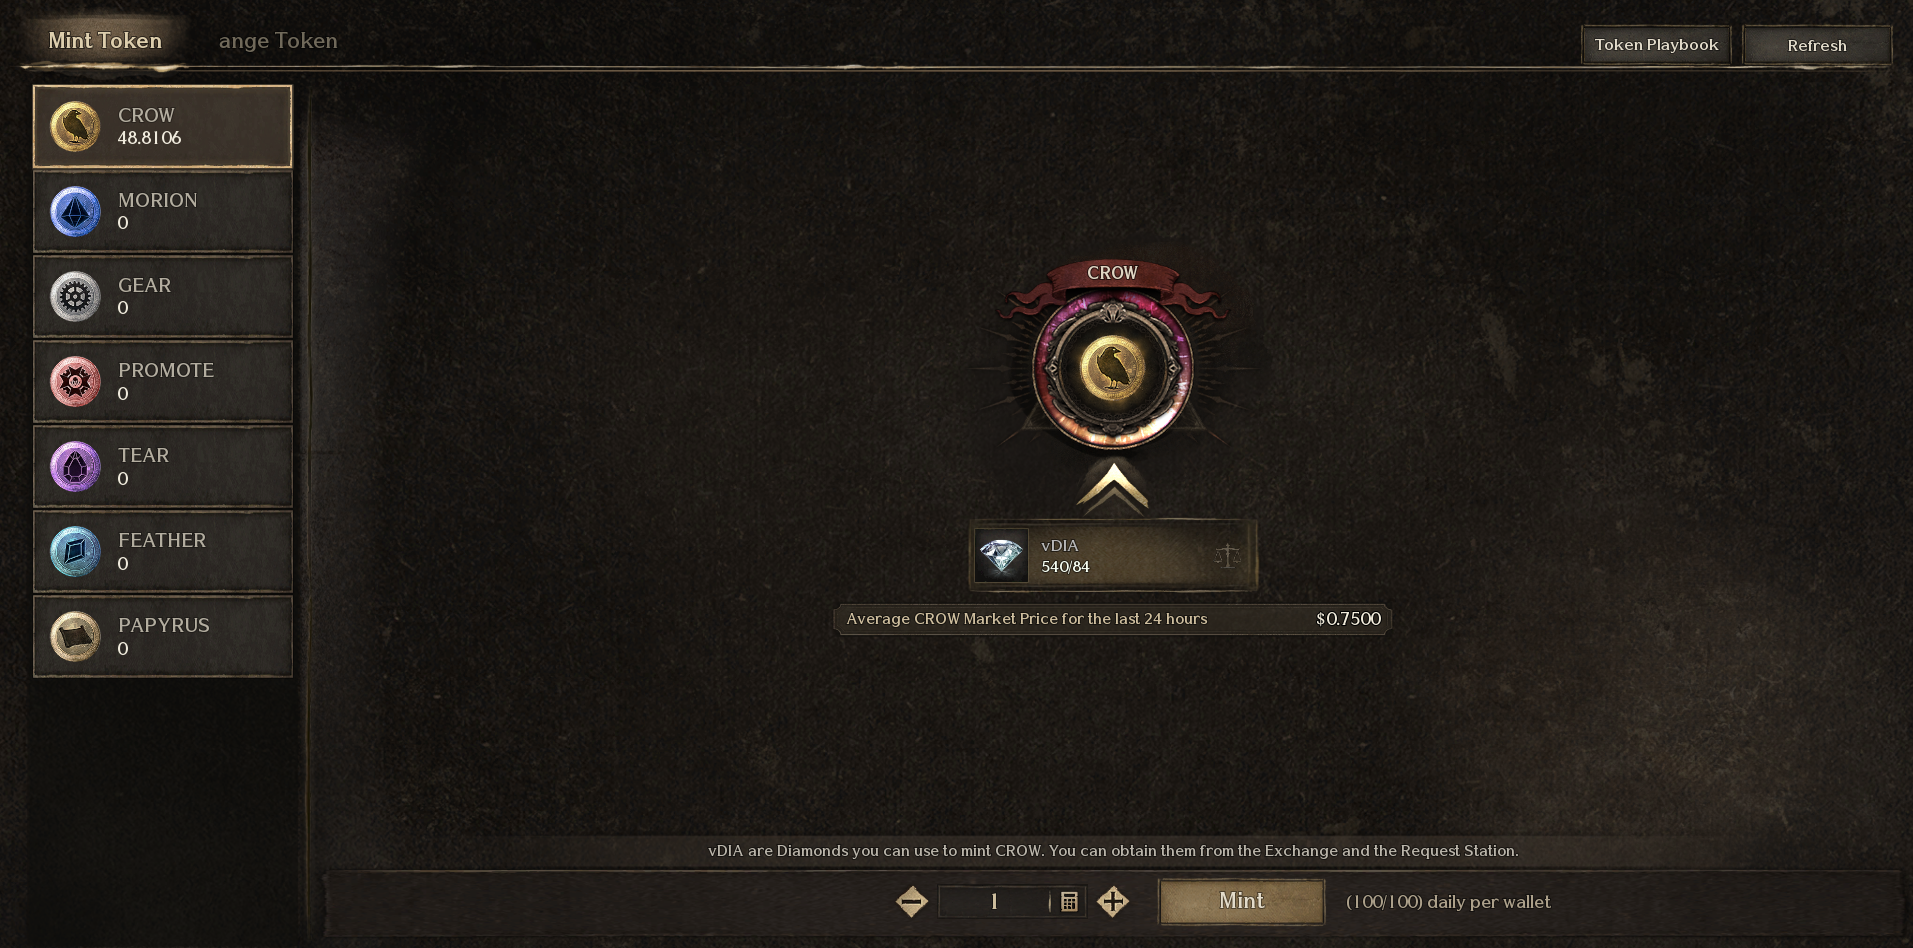 Mint Token
ange Token
Token Playbook
Refresh
CROW
48.8106
MORION
0
GEAR
0
PROMOTE
0
TEAR
0
FEATHER
0
PAPYRUS
0
CROW
vDIA
540/84
Average CROW Market Price for the last 24 hours
$0.7500
vDIA are Diamonds you can use to mint CROW. You can obtain them from the Exchange and the Request Station.
1
Mint
(100/100) daily per wallet